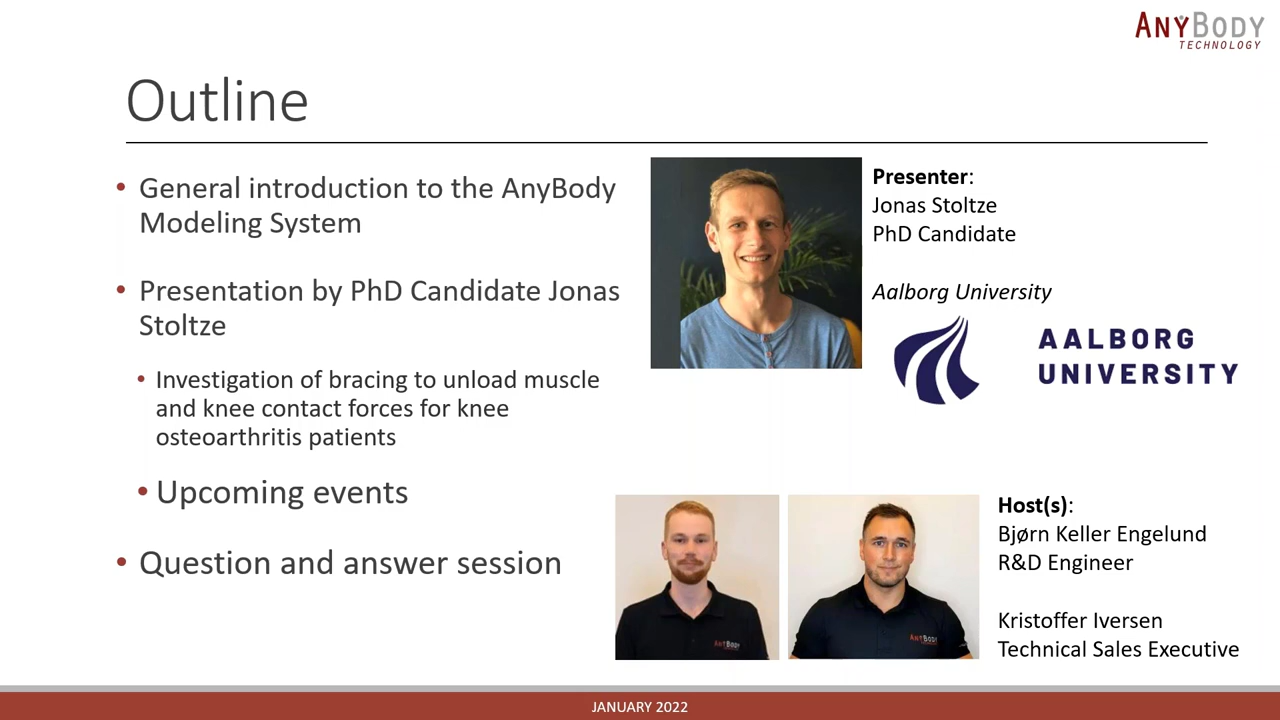 ANYBODY
TECHNOLOGY
Outline
• General introduction to the AnyBody
Modeling System
• Presentation by PhD Candidate Jonas
Stoltze
• Investigation of bracing to unload muscle
and knee contact forces for knee
osteoarthritis patients
• Upcoming events
• Question and answer session
Presenter:
Jonas Stoltze
PhD Candidate
Aalborg University
AALBORG
UNIVERSITY
ANYBODY
ANYBODY
Host(s):
Bjørn Keller Engelund
R&D Engineer
Kristoffer Iversen
Technical Sales Executive
JANUARY 2022